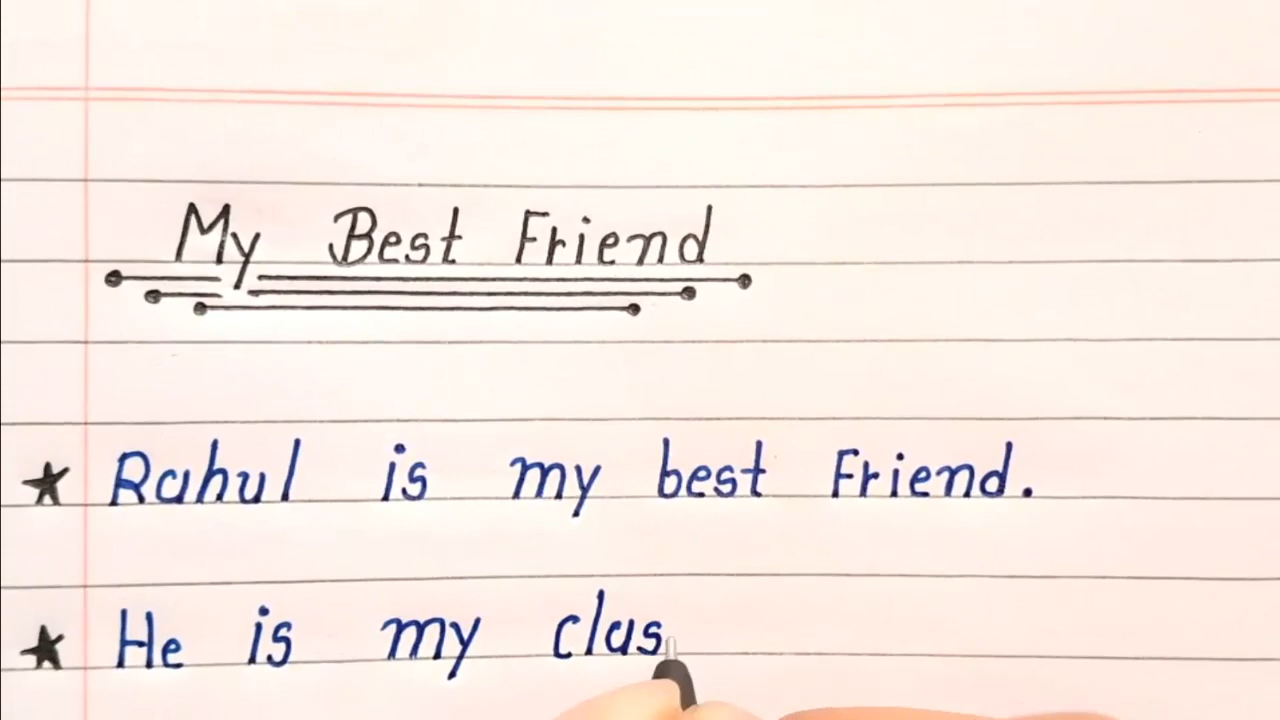 My Best Friend
★ Rahul is my best Friend.
★ He is my clas